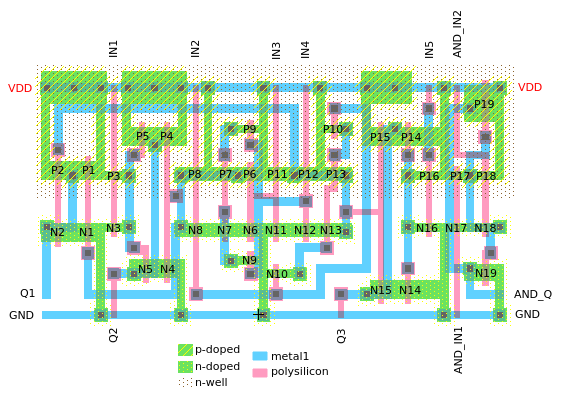 IN1
IN2
IN3
IN4
IN5
AND_IN2
VDD
VDD
P19
P5 P4
P9
P10
P15
P14
P2 P1
P3
P8 P7 P6 P11 P12 P13
P16 P17 P18
N2 N1
N3
N8 N7 N6 N11 N12 N13
N16 N17 N18
N5 N4
N9
N10
N19
N15 N14
Q1
AND_Q
GND
GND
Q2
Q3
AND_IN1
p-doped
n-doped
n-well
metal1
polysilicon